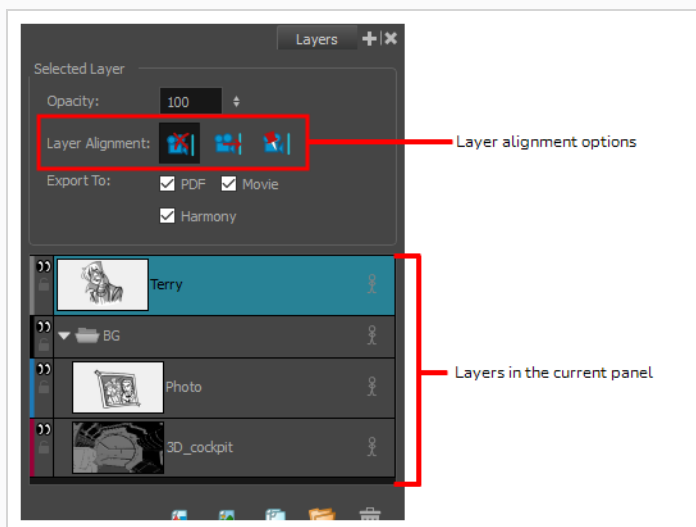 Layers
Selected Layer
Opacity: 100
Layer Alignment:
Layer alignment options
Export To: PDF Movie
Harmony
Terry
BG
Layers in the current panel
Photo
3D_cockpit